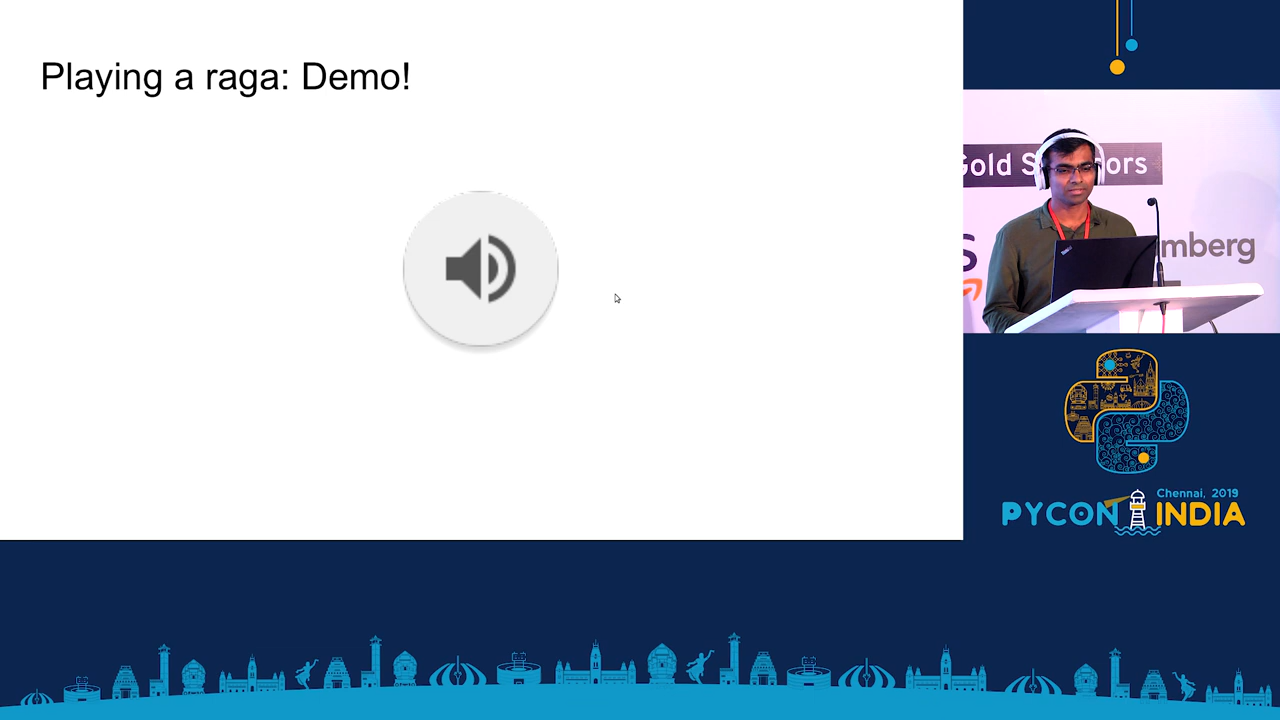 Playing a raga: Demo!
Gold S
ors
S
mberg
Chennai, 2019
PYCON INDIA